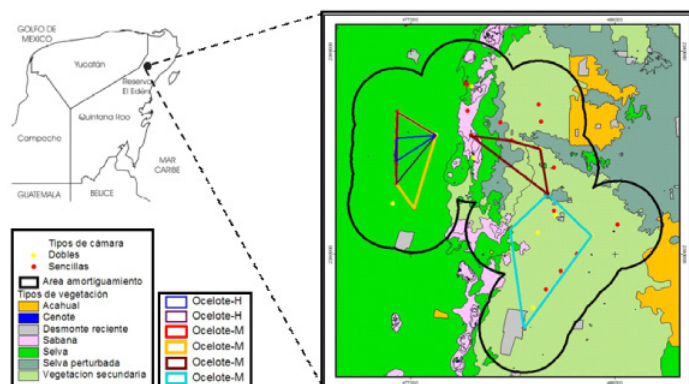 GOLFO DE
MEXICO
Yucatán
Reserva
El Edén
Quintana Roo
Campeche
MAR
CARIBE
GUATEMALA
BELICE
Tipos de cámara
Dobles
Sencillas
Area amortiguamiento
Tipos de vegetación
Acahual
Cenote
Desmonte reciente
Sabana
Selva
Selva perturbada
Vegetacion secundaria
Ocelote-H
Ocelote-H
Ocelote-M
Ocelote-M
Ocelote-M
Ocelote-M